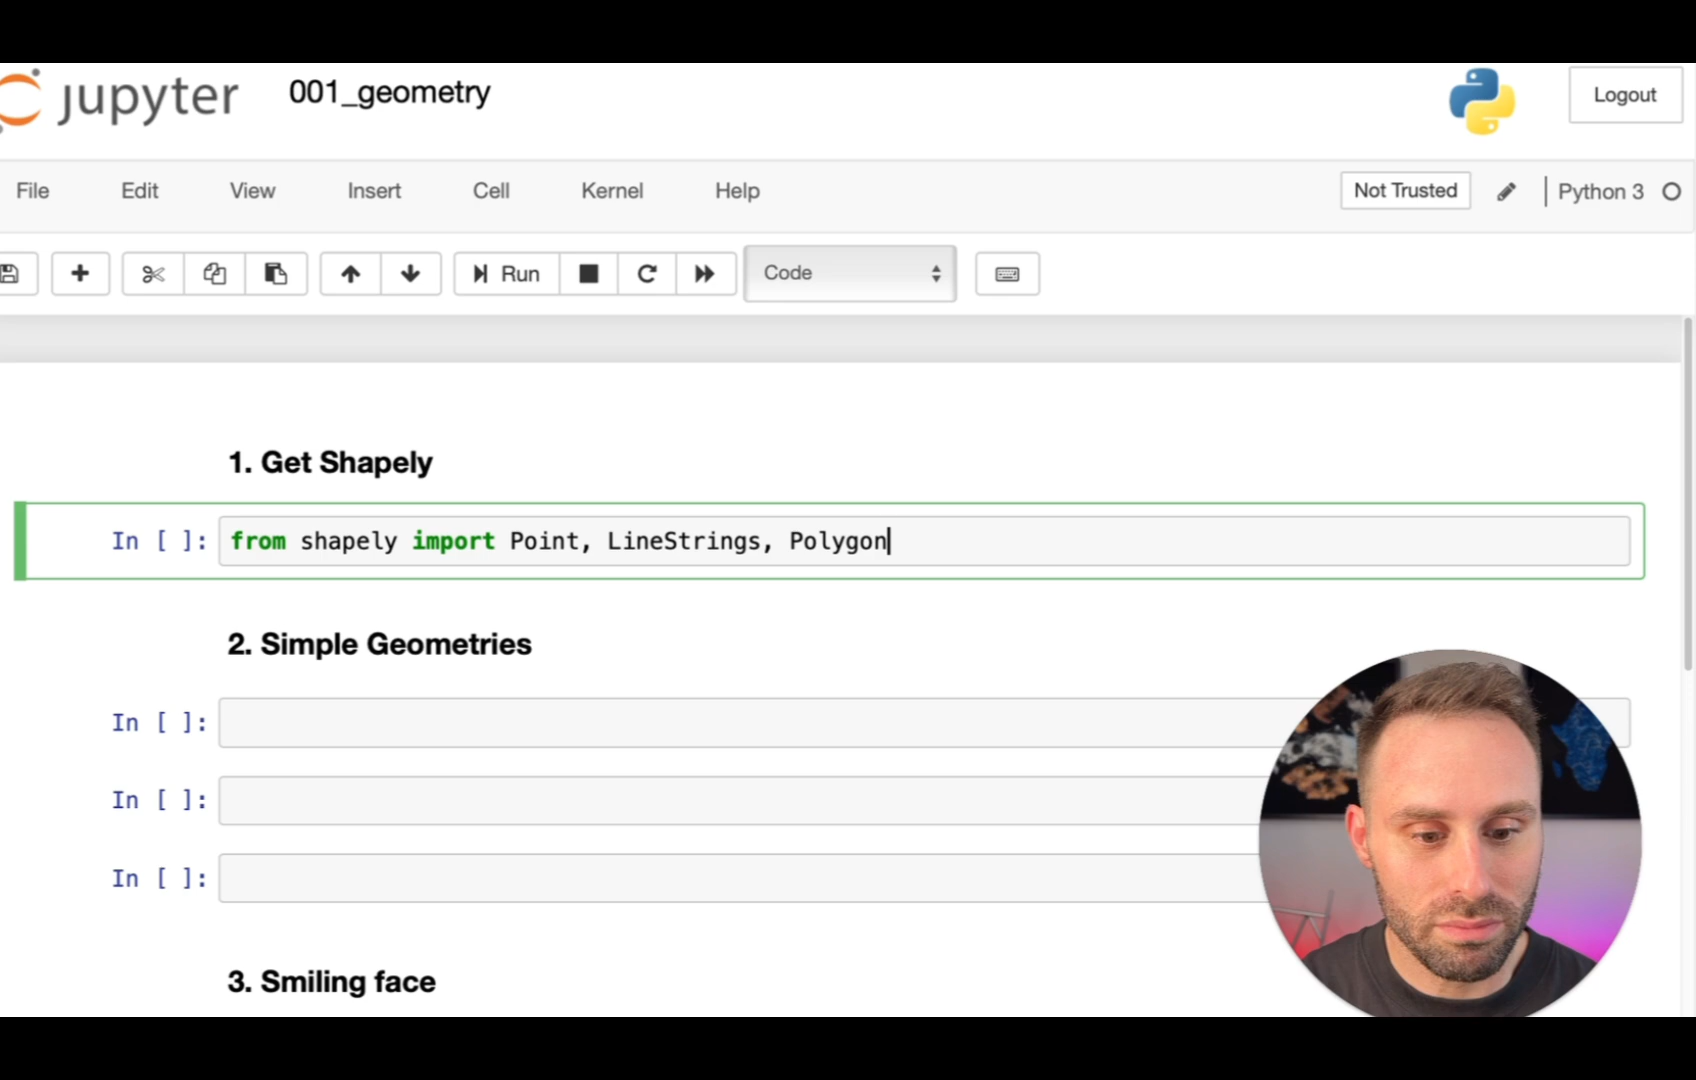 jupyter 001_geometry Logout
File Edit View Insert Cell Kernel Help Not Trusted Python 3
Run Code
1. Get Shapely
In [ ]: from shapely import Point, LineStrings, Polygon
2. Simple Geometries
In [ ]:
In [ ]:
In [ ]:
3. Smiling face